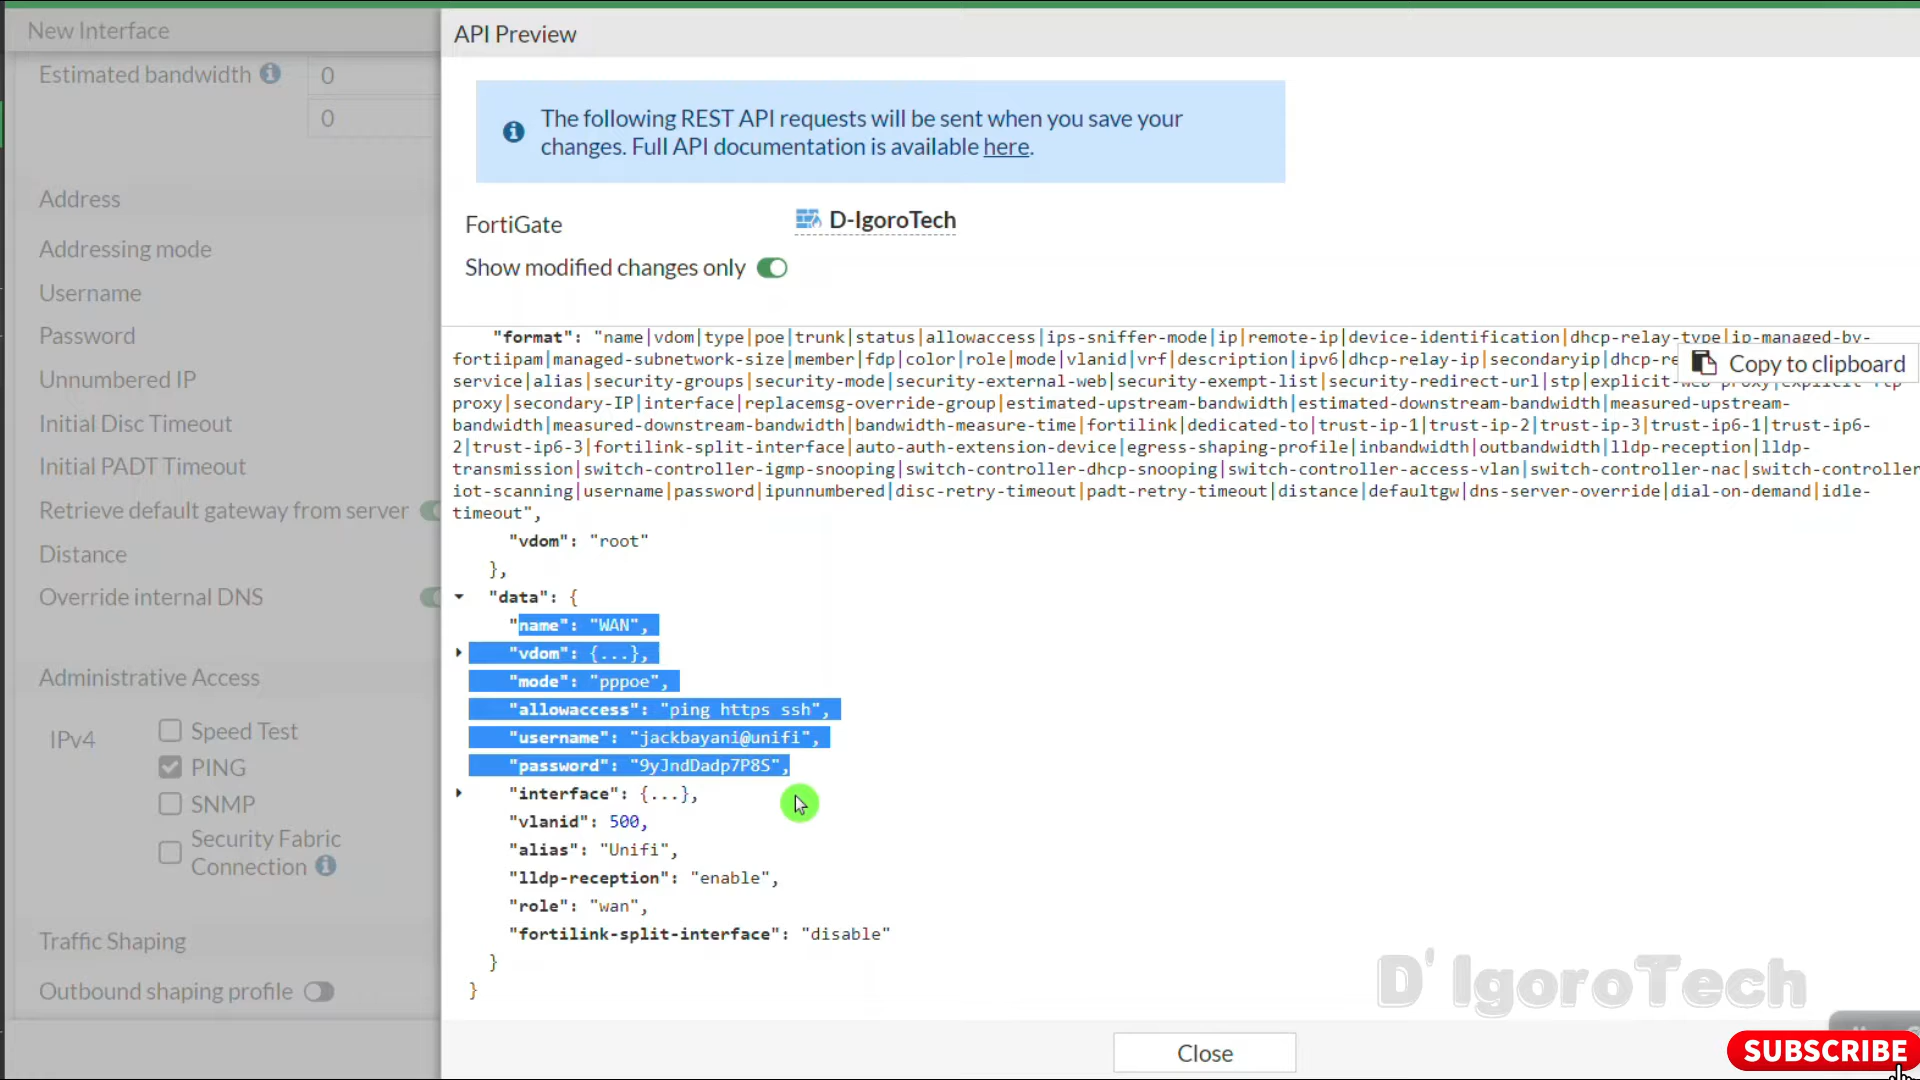 New Interface
Estimated bandwidth
0
0
Address
Addressing mode
Username
Password
Unnumbered IP
Initial Disc Timeout
Initial PADT Timeout
Retrieve default gateway from server
Distance
Override internal DNS
Administrative Access
IPv4
Speed Test
PING
SNMP
Security Fabric
Connection
Traffic Shaping
Outbound shaping profile
API Preview
The following REST API requests will be sent when you save your
changes. Full API documentation is available here.
FortiGate
D-IgoroTech
Show modified changes only
Copy to clipboard
"format": "name|vdom|type|poe|trunk|status|allowaccess|ips-sniffer-mode|ip|remote-ip|device-identification|dhcp-relay-type|ip-managed-by-
fortiipam|managed-subnetwork-size|member|fdp|color|role|mode|vlanid|vrf|description|ipv6|dhcp-relay-ip|secondaryip|dhcp-re
service|alias|security-groups|security-mode|security-external-web|security-exempt-list|security-redirect-url|stp|explicit-web-proxy|explicit-ftp-
proxy|secondary-IP|interface|replacemsg-override-group|estimated-upstream-bandwidth|estimated-downstream-bandwidth|measured-upstream-
bandwidth|measured-downstream-bandwidth|bandwidth-measure-time|fortilink|dedicated-to|trust-ip-1|trust-ip-2|trust-ip-3|trust-ip6-1|trust-ip6-
2|trust-ip6-3|fortilink-split-interface|auto-auth-extension-device|egress-shaping-profile|inbandwidth|outbandwidth|lldp-reception|lldp-
transmission|switch-controller-igmp-snooping|switch-controller-dhcp-snooping|switch-controller-access-vlan|switch-controller-nac|switch-controller
iot-scanning|username|password|ipunnumbered|disc-retry-timeout|padt-retry-timeout|distance|defaultgw|dns-server-override|dial-on-demand|idle-
timeout",
"vdom": "root"
},
"data": {
"name": "WAN",
"vdom": {...},
"mode": "pppoe",
"allowaccess": "ping https ssh",
"username": "jackbayani@unifi",
"password": "9yJndDadp7P8S",
"interface": {...},
"vlanid": 500,
"alias": "Unifi",
"lldp-reception": "enable",
"role": "wan",
"fortilink-split-interface": "disable"
}
}
D' IgoroTech
Close
SUBSCRIBE